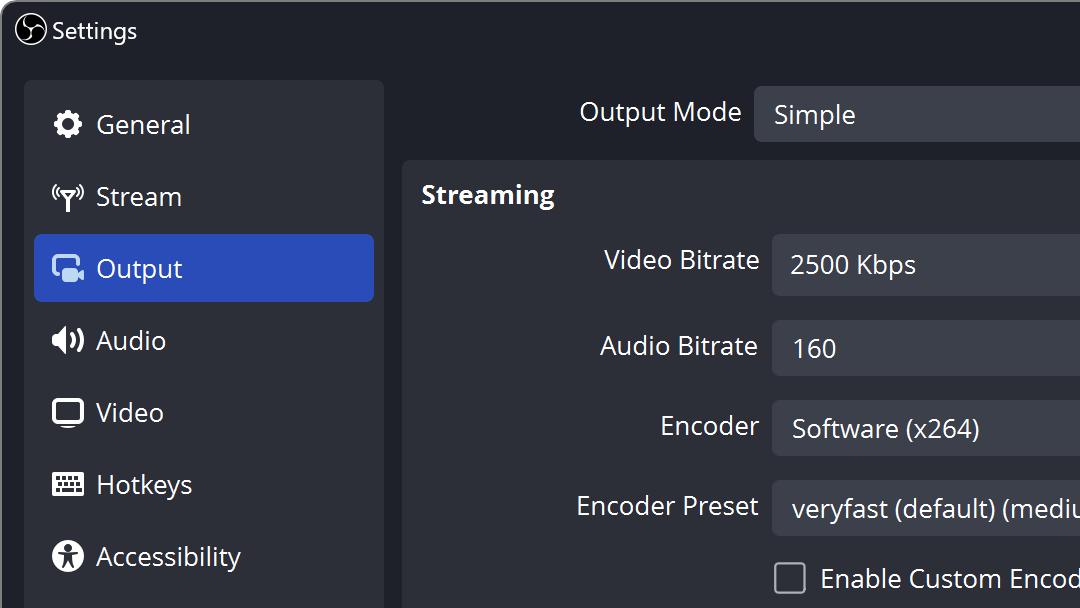 Settings
General
Stream
Output
Audio
Video
Hotkeys
Accessibility
Output Mode
Simple
Streaming
Video Bitrate
2500 Kbps
Audio Bitrate
160
Encoder
Software (x264)
Encoder Preset
veryfast (default) (mediu
Enable Custom Encod